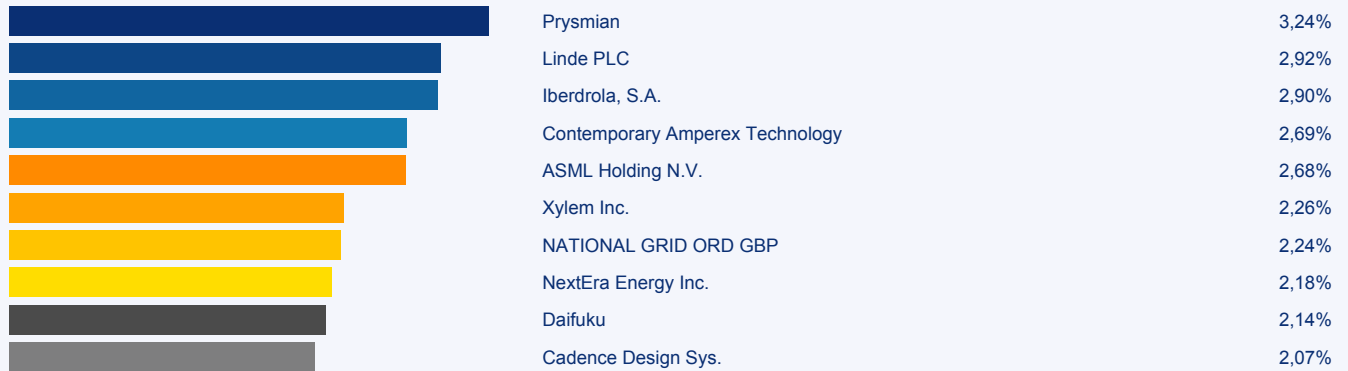 Prysmian 3,24%
Linde PLC 2,92%
Iberdrola, S.A. 2,90%
Contemporary Amperex Technology 2,69%
ASML Holding N.V. 2,68%
Xylem Inc. 2,26%
NATIONAL GRID ORD GBP 2,24%
NextEra Energy Inc. 2,18%
Daifuku 2,14%
Cadence Design Sys. 2,07%